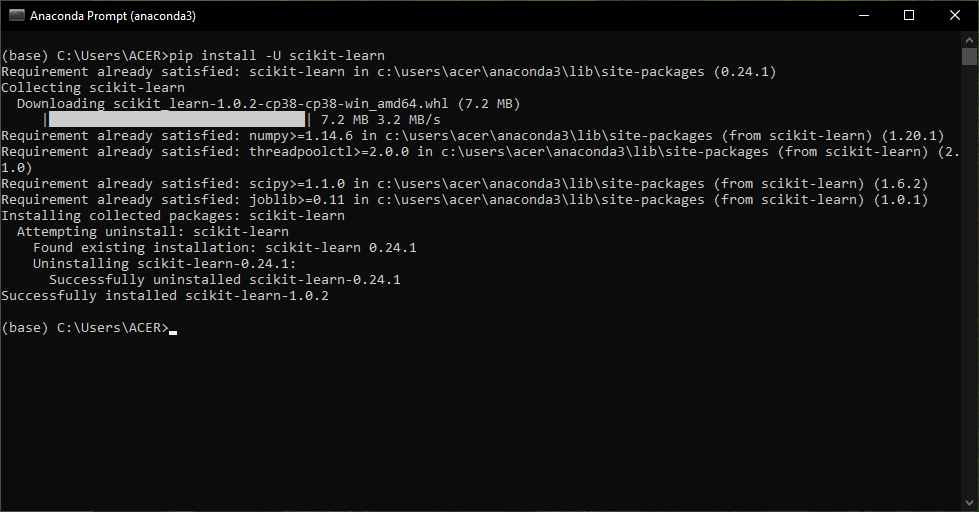 Anaconda Prompt (anaconda3)
(base) C:\Users\ACER>pip install -U scikit-learn
Requirement already satisfied: scikit-learn in c:\users\acer\anaconda3\lib\site-packages (0.24.1)
Collecting scikit-learn
  Downloading scikit_learn-1.0.2-cp38-cp38-win_amd64.whl (7.2 MB)
     |████████████████████████████████| 7.2 MB 3.2 MB/s
Requirement already satisfied: numpy>=1.14.6 in c:\users\acer\anaconda3\lib\site-packages (from scikit-learn) (1.20.1)
Requirement already satisfied: threadpoolctl>=2.0.0 in c:\users\acer\anaconda3\lib\site-packages (from scikit-learn) (2.
1.0)
Requirement already satisfied: scipy>=1.1.0 in c:\users\acer\anaconda3\lib\site-packages (from scikit-learn) (1.6.2)
Requirement already satisfied: joblib>=0.11 in c:\users\acer\anaconda3\lib\site-packages (from scikit-learn) (1.0.1)
Installing collected packages: scikit-learn
  Attempting uninstall: scikit-learn
    Found existing installation: scikit-learn 0.24.1
    Uninstalling scikit-learn-0.24.1:
      Successfully uninstalled scikit-learn-0.24.1
Successfully installed scikit-learn-1.0.2
(base) C:\Users\ACER>